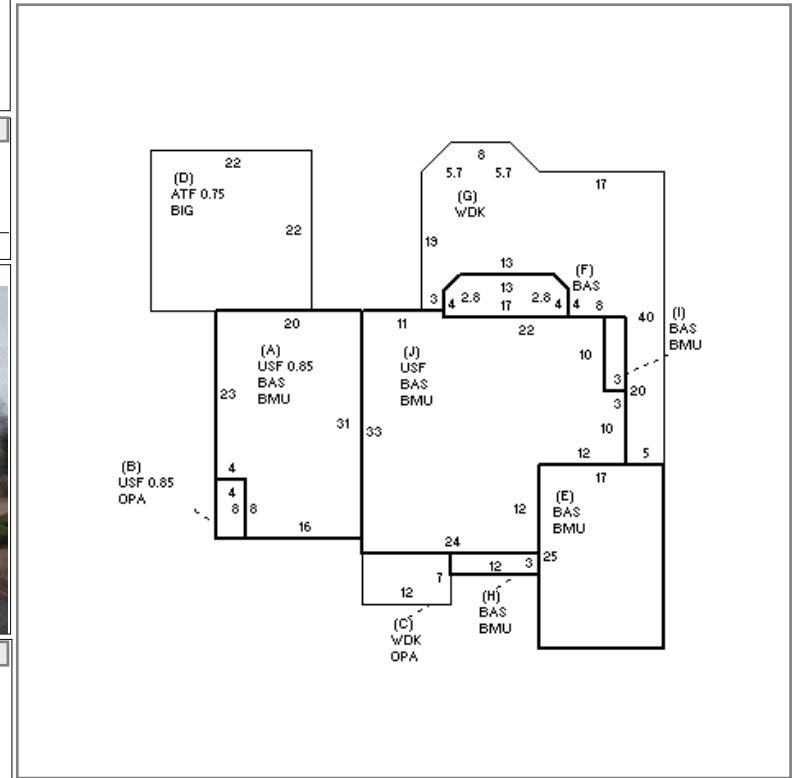 8
22
5.7 5.7
(D)
ATF 0.75
BIG
17
(G)
WDK
22
19
13
(F)
BAS
13
3
4
2.8
17
2.8
4
4
8
40
(I)
BAS
BMU
20
11
22
(A)
USF 0.85
BAS
BMU
(J)
USF
BAS
BMU
10
3
23
20
3
31
33
10
12
5
(B)
USF 0.85
OPA
4
17
4
8
8
(E)
BAS
BMU
12
16
24
25
3
12
7
12
(H)
BAS
BMU
(C)
WDK
OPA